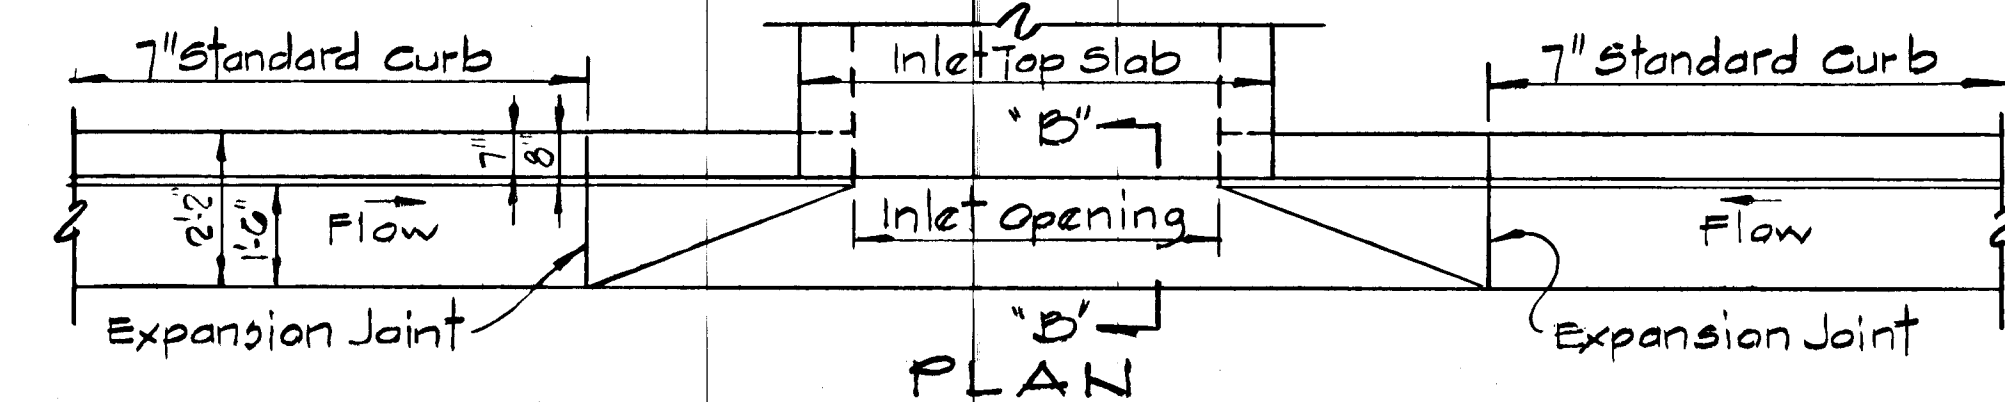 7" Standard Curb
Inlet Top Slab
7" Standard Curb
"B"
7"
8"
2'-2"
1'-6"
Flow
Inlet Opening
Flow
Expansion Joint
"B"
Expansion Joint
PLAN